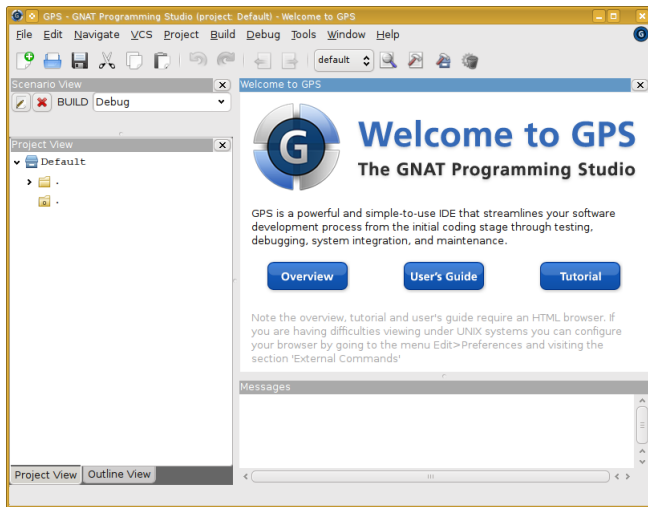 GPS - GNAT Programming Studio (project: Default) - Welcome to GPS
File Edit Navigate VCS Project Build Debug Tools Window Help
default
Scenario View
BUILD Debug
Project View
Default
.
.
Project View Outline View
Welcome to GPS
G
Welcome to GPS
The GNAT Programming Studio
GPS is a powerful and simple-to-use IDE that streamlines your software
development process from the initial coding stage through testing,
debugging, system integration, and maintenance.
Overview User's Guide Tutorial
Note the overview, tutorial and user's guide require an HTML browser. If
you are having difficulties viewing under UNIX systems you can configure
your browser by going to the menu Edit>Preferences and visiting the
section 'External Commands'
Messages